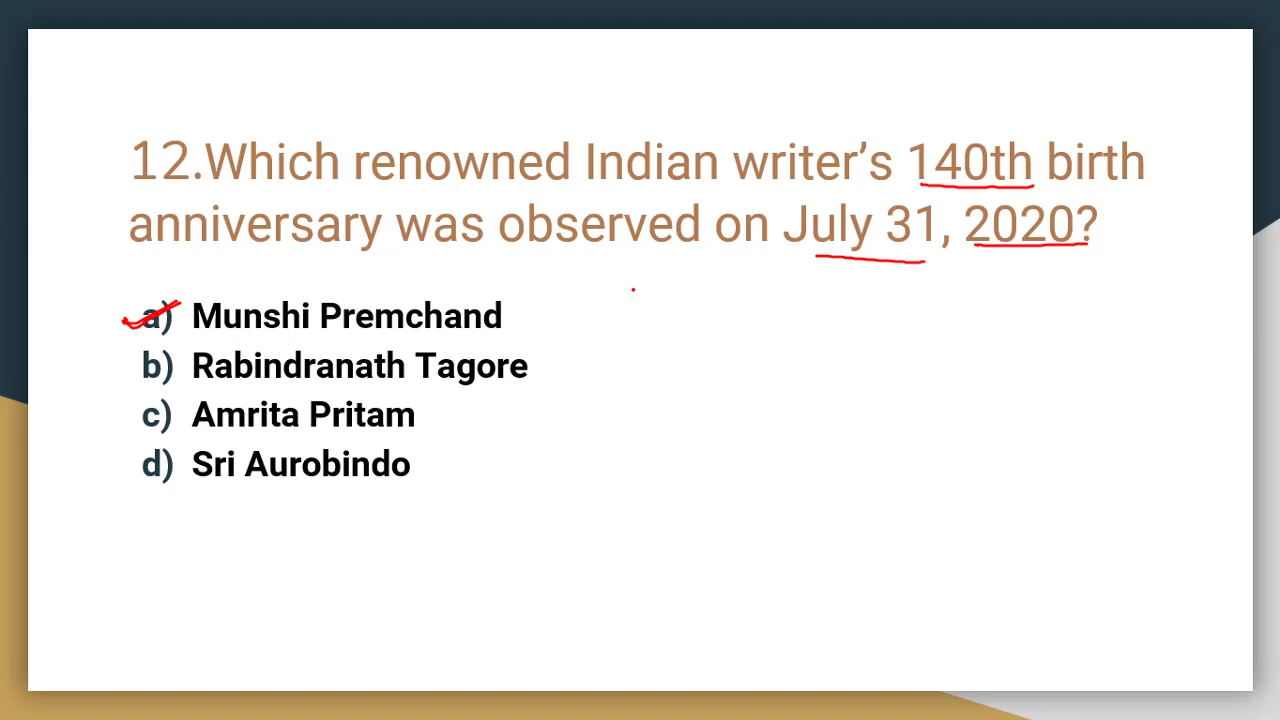 12.Which renowned Indian writer’s 140th birth
anniversary was observed on July 31, 2020?
a) Munshi Premchand
b) Rabindranath Tagore
c) Amrita Pritam
d) Sri Aurobindo